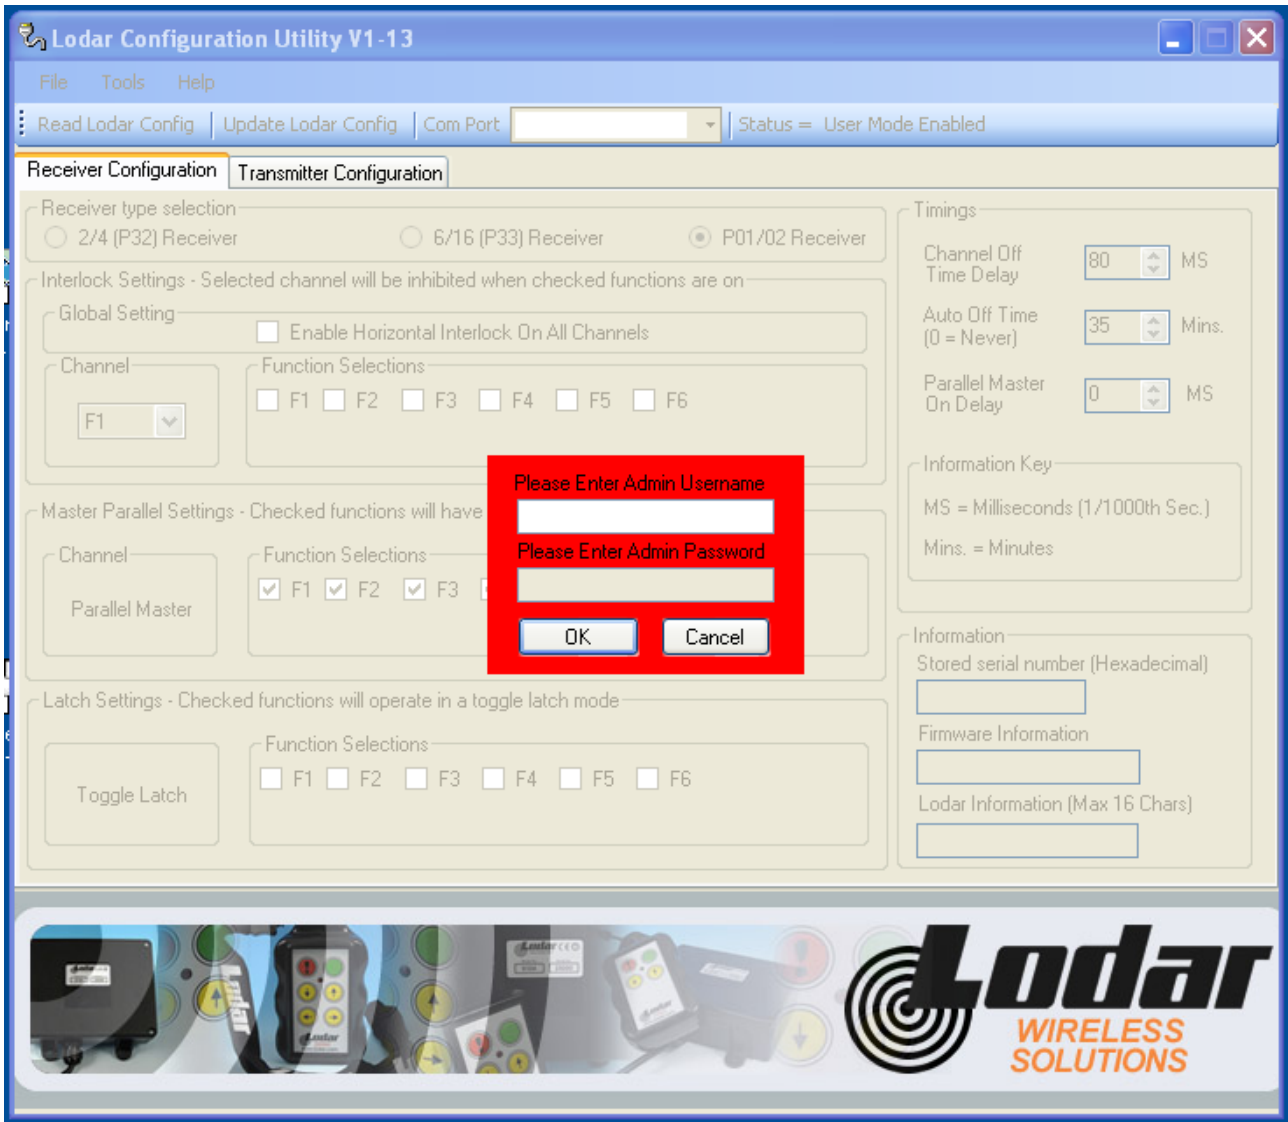 Lodar Configuration Utility V1-13
File Tools Help
Read Lodar Config Update Lodar Config Com Port Status = User Mode Enabled
Receiver Configuration Transmitter Configuration
Receiver type selection
2/4 (P32) Receiver 6/16 (P33) Receiver P01/02 Receiver
Interlock Settings - Selected channel will be inhibited when checked functions are on
Global Setting
Enable Horizontal Interlock On All Channels
Channel
F1
Function Selections
F1 F2 F3 F4 F5 F6
Master Parallel Settings - Checked functions will have
Channel
Parallel Master
Function Selections
F1 F2 F3
Please Enter Admin Username
Please Enter Admin Password
OK Cancel
Latch Settings - Checked functions will operate in a toggle latch mode
Toggle Latch
Function Selections
F1 F2 F3 F4 F5 F6
Timings
Channel Off
Time Delay
80 MS
Auto Off Time
(0 = Never)
35 Mins.
Parallel Master
On Delay
0 MS
Information Key
MS = Milliseconds (1/1000th Sec.)
Mins. = Minutes
Information
Stored serial number (Hexadecimal)
Firmware Information
Lodar Information (Max 16 Chars)
Lodar
Lodar
Lodar
WIRELESS
SOLUTIONS